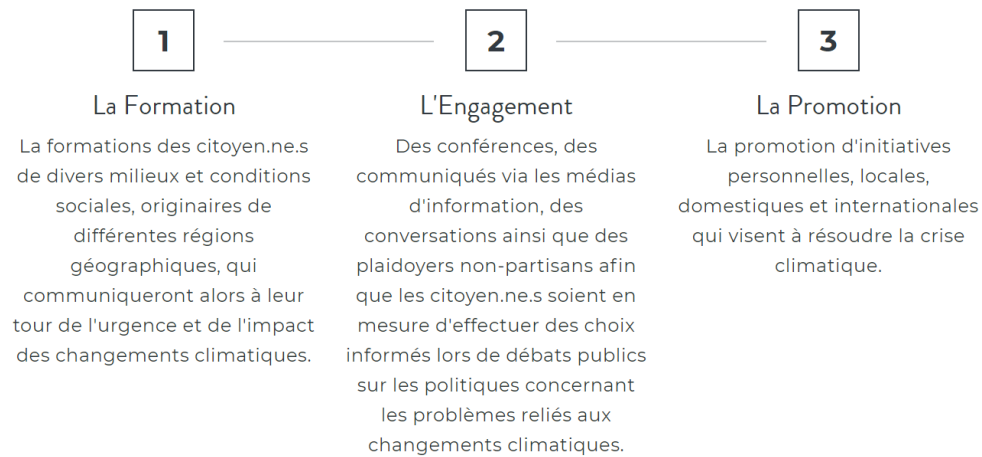 1
La Formation
La formations des citoyen.ne.s
de divers milieux et conditions
sociales, originaires de
différentes régions
géographiques, qui
communiqueront alors à leur
tour de l'urgence et de l'impact
des changements climatiques.
2
L'Engagement
Des conférences, des
communiqués via les médias
d'information, des
conversations ainsi que des
plaidoyers non-partisans afin
que les citoyen.ne.s soient en
mesure d'effectuer des choix
informés lors de débats publics
sur les politiques concernant
les problèmes reliés aux
changements climatiques.
3
La Promotion
La promotion d'initiatives
personnelles, locales,
domestiques et internationales
qui visent à résoudre la crise
climatique.